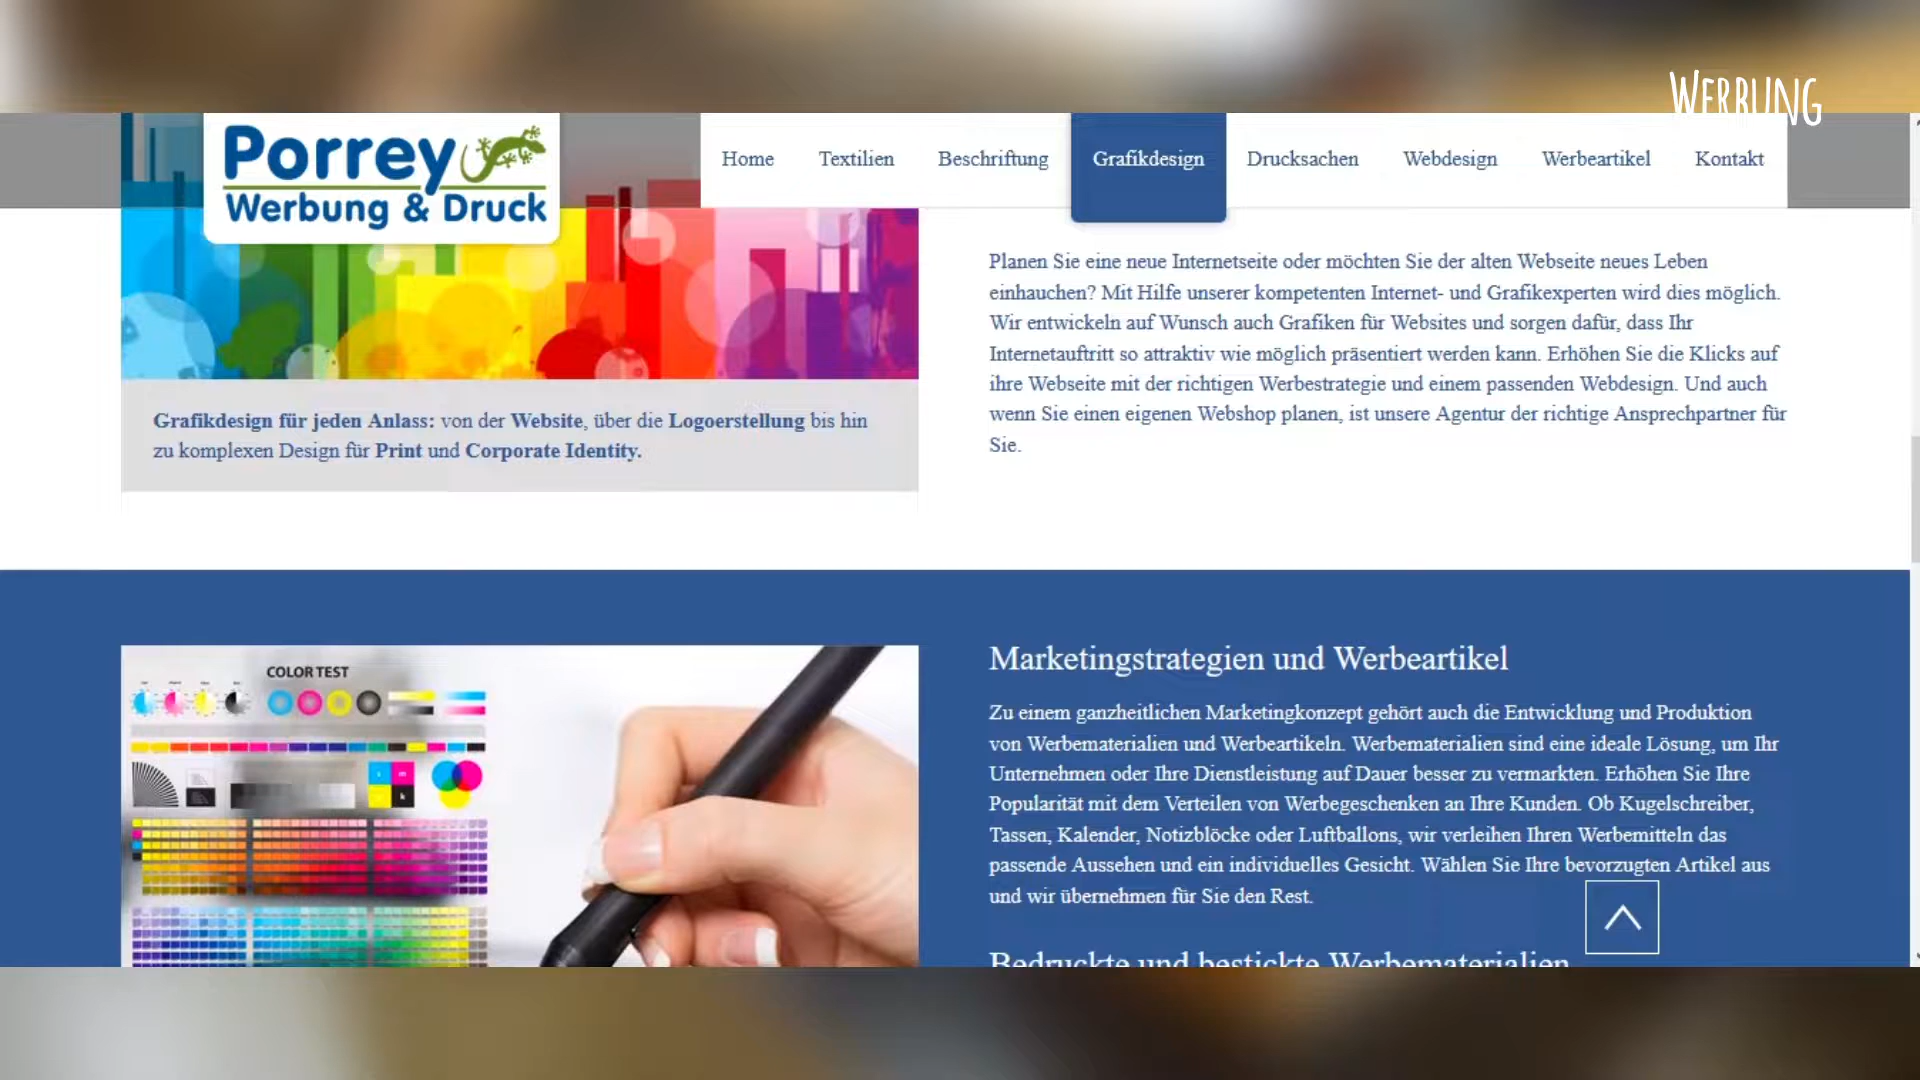 WERBUNG
Porrey
Werbung & Druck
Home Textilien Beschriftung Grafikdesign Drucksachen Webdesign Werbeartikel Kontakt
Grafikdesign für jeden Anlass: von der Website, über die Logoerstellung bis hin
zu komplexen Design für Print und Corporate Identity.
Planen Sie eine neue Internetseite oder möchten Sie der alten Webseite neues Leben
einhauchen? Mit Hilfe unserer kompetenten Internet- und Grafikexperten wird dies möglich.
Wir entwickeln auf Wunsch auch Grafiken für Websites und sorgen dafür, dass Ihr
Internetauftritt so attraktiv wie möglich präsentiert werden kann. Erhöhen Sie die Klicks auf
ihre Webseite mit der richtigen Werbestrategie und einem passenden Webdesign. Und auch
wenn Sie einen eigenen Webshop planen, ist unsere Agentur der richtige Ansprechpartner für
Sie.
COLOR TEST
Marketingstrategien und Werbeartikel
Zu einem ganzheitlichen Marketingkonzept gehört auch die Entwicklung und Produktion
von Werbematerialien und Werbeartikeln. Werbematerialien sind eine ideale Lösung, um Ihr
Unternehmen oder Ihre Dienstleistung auf Dauer besser zu vermarkten. Erhöhen Sie Ihre
Popularität mit dem Verteilen von Werbegeschenken an Ihre Kunden. Ob Kugelschreiber,
Tassen, Kalender, Notizblöcke oder Luftballons, wir verleihen Ihren Werbemitteln das
passende Aussehen und ein individuelles Gesicht. Wählen Sie Ihre bevorzugten Artikel aus
und wir übernehmen für Sie den Rest.
Bedruckte und bestickte Werbematerialien